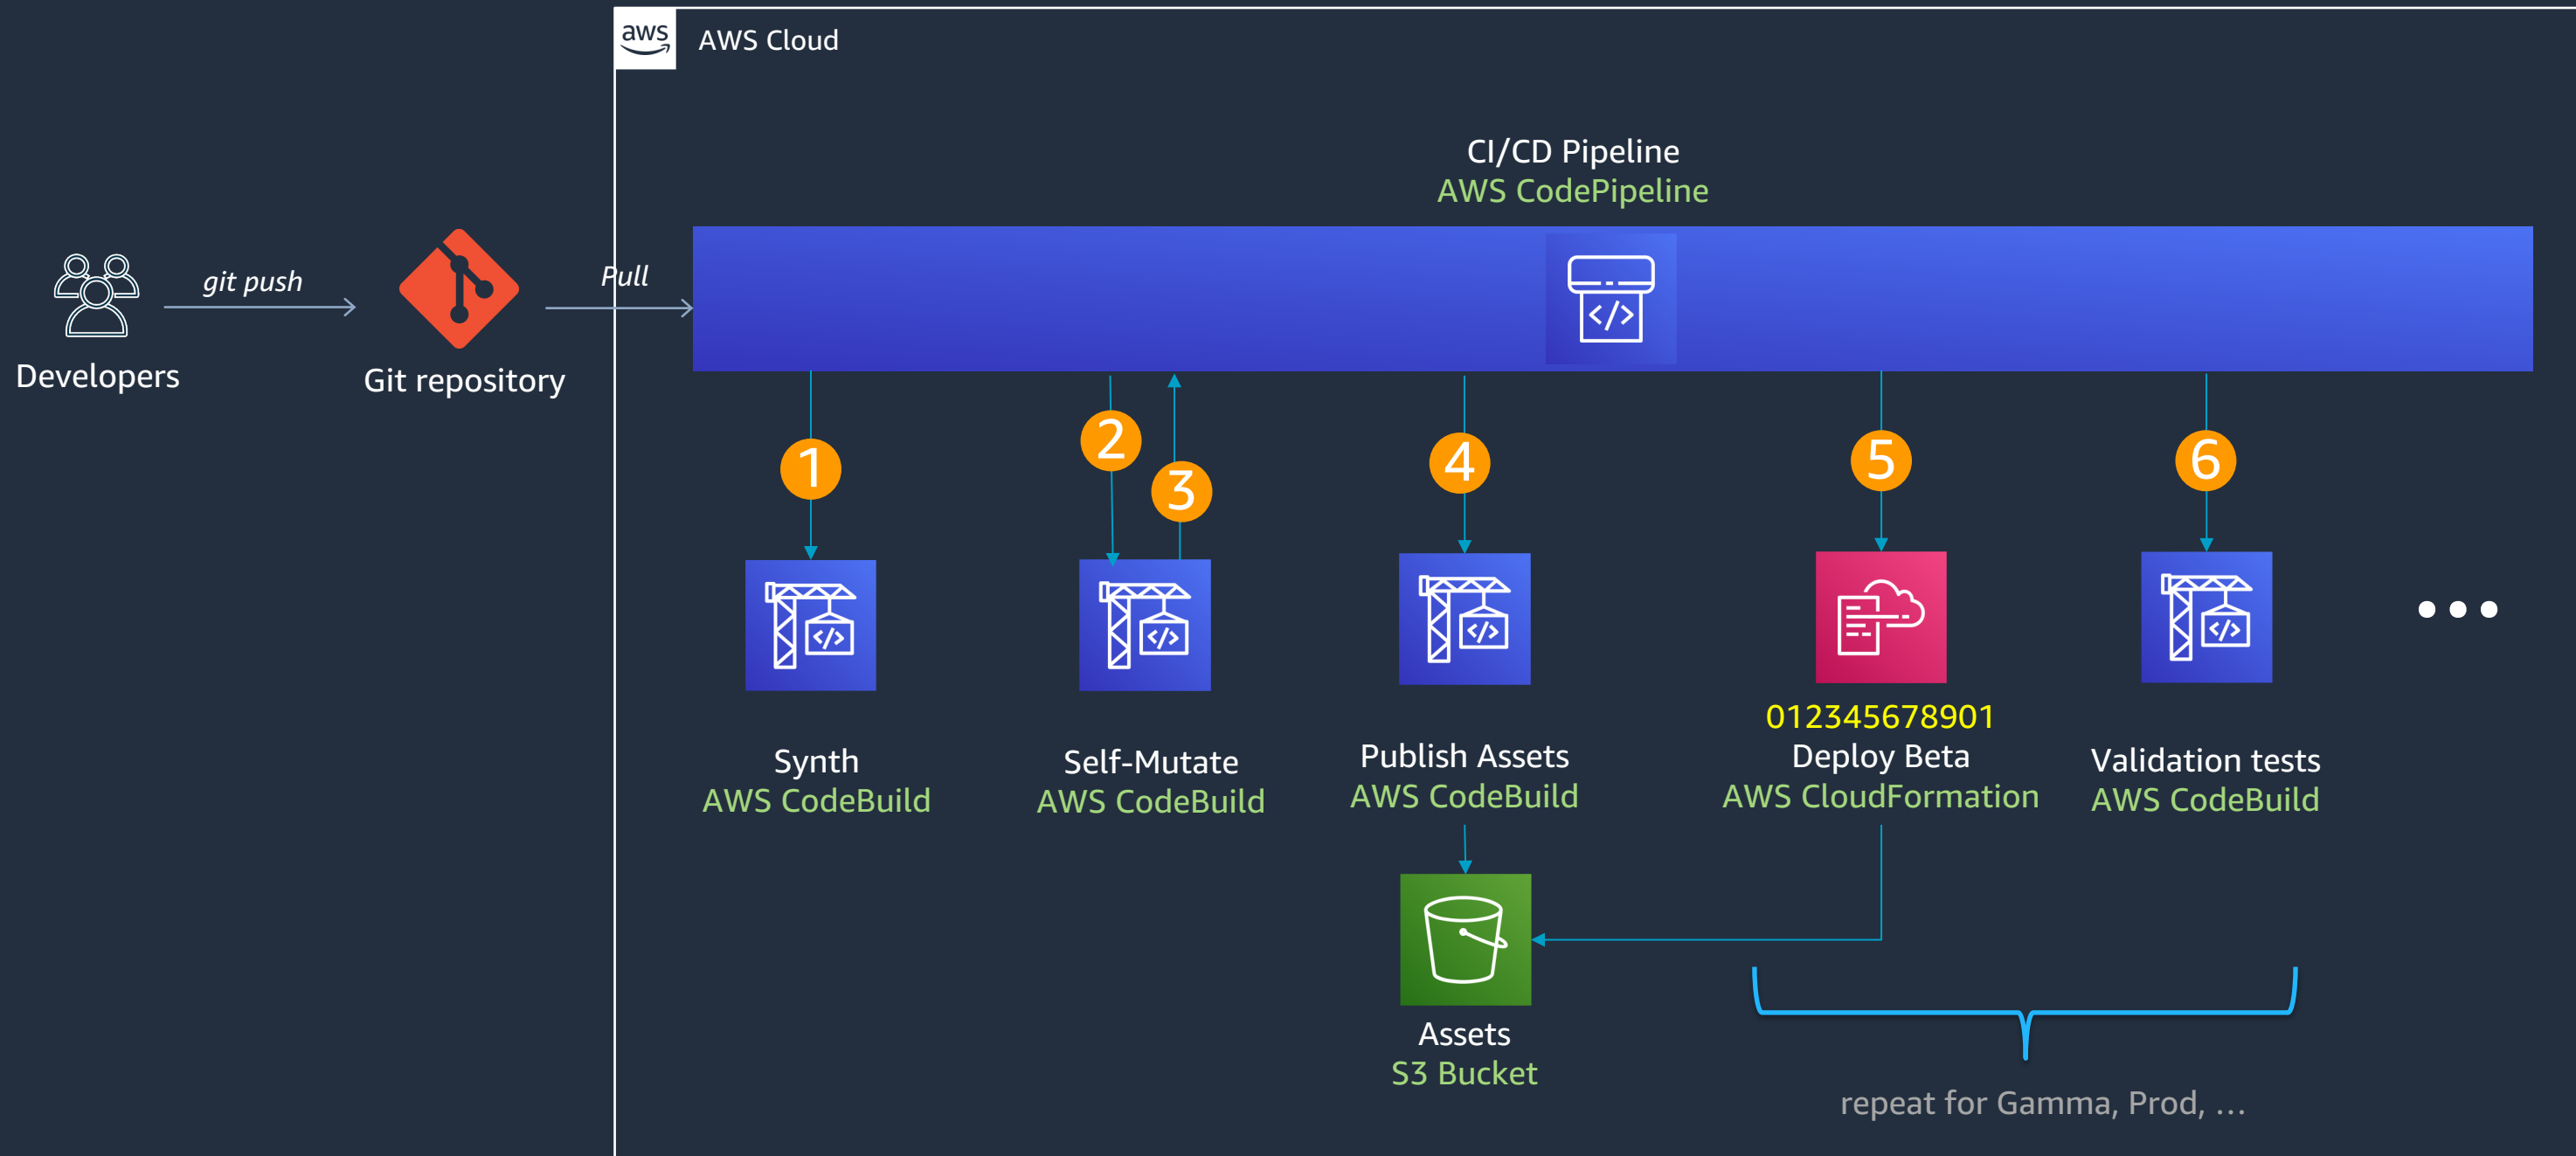 aws
AWS Cloud
CI/CD Pipeline
AWS CodePipeline
git push
Pull
</>
Developers
Git repository
1
2
3
4
5
6
</>
</>
</>
</>
012345678901
Synth
AWS CodeBuild
Self-Mutate
AWS CodeBuild
Publish Assets
AWS CodeBuild
Deploy Beta
AWS CloudFormation
Validation tests
AWS CodeBuild
Assets
S3 Bucket
repeat for Gamma, Prod, ...